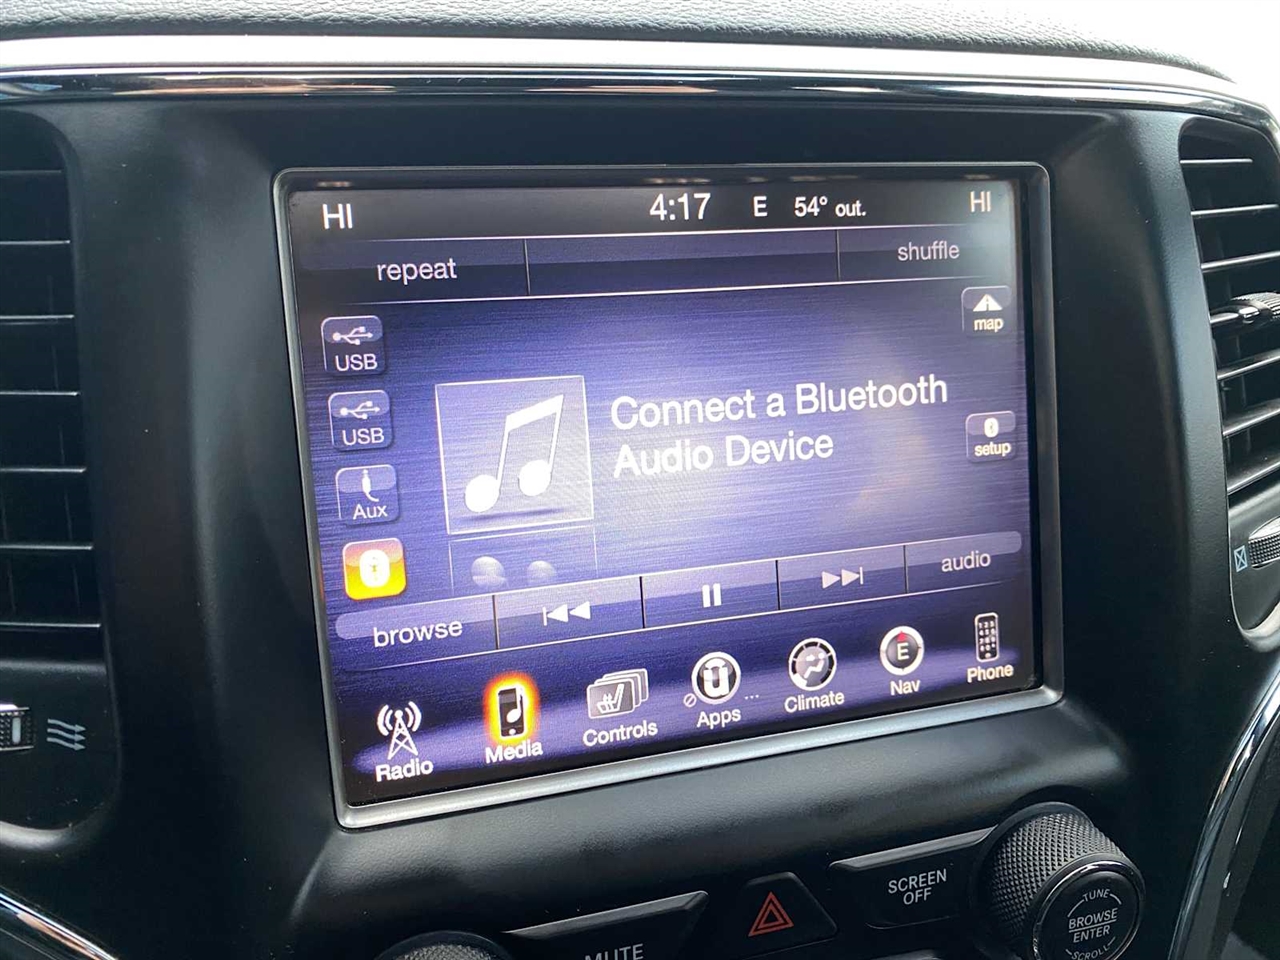 HI 4:17 E 54° out. HI
repeat shuffle
map
USB
USB
Connect a Bluetooth
Audio Device
setup
Aux
browse audio
Radio Media Controls Apps Climate Nav Phone
E
SCREEN
OFF
MUTE
TUNE
BROWSE
ENTER
SCROLL